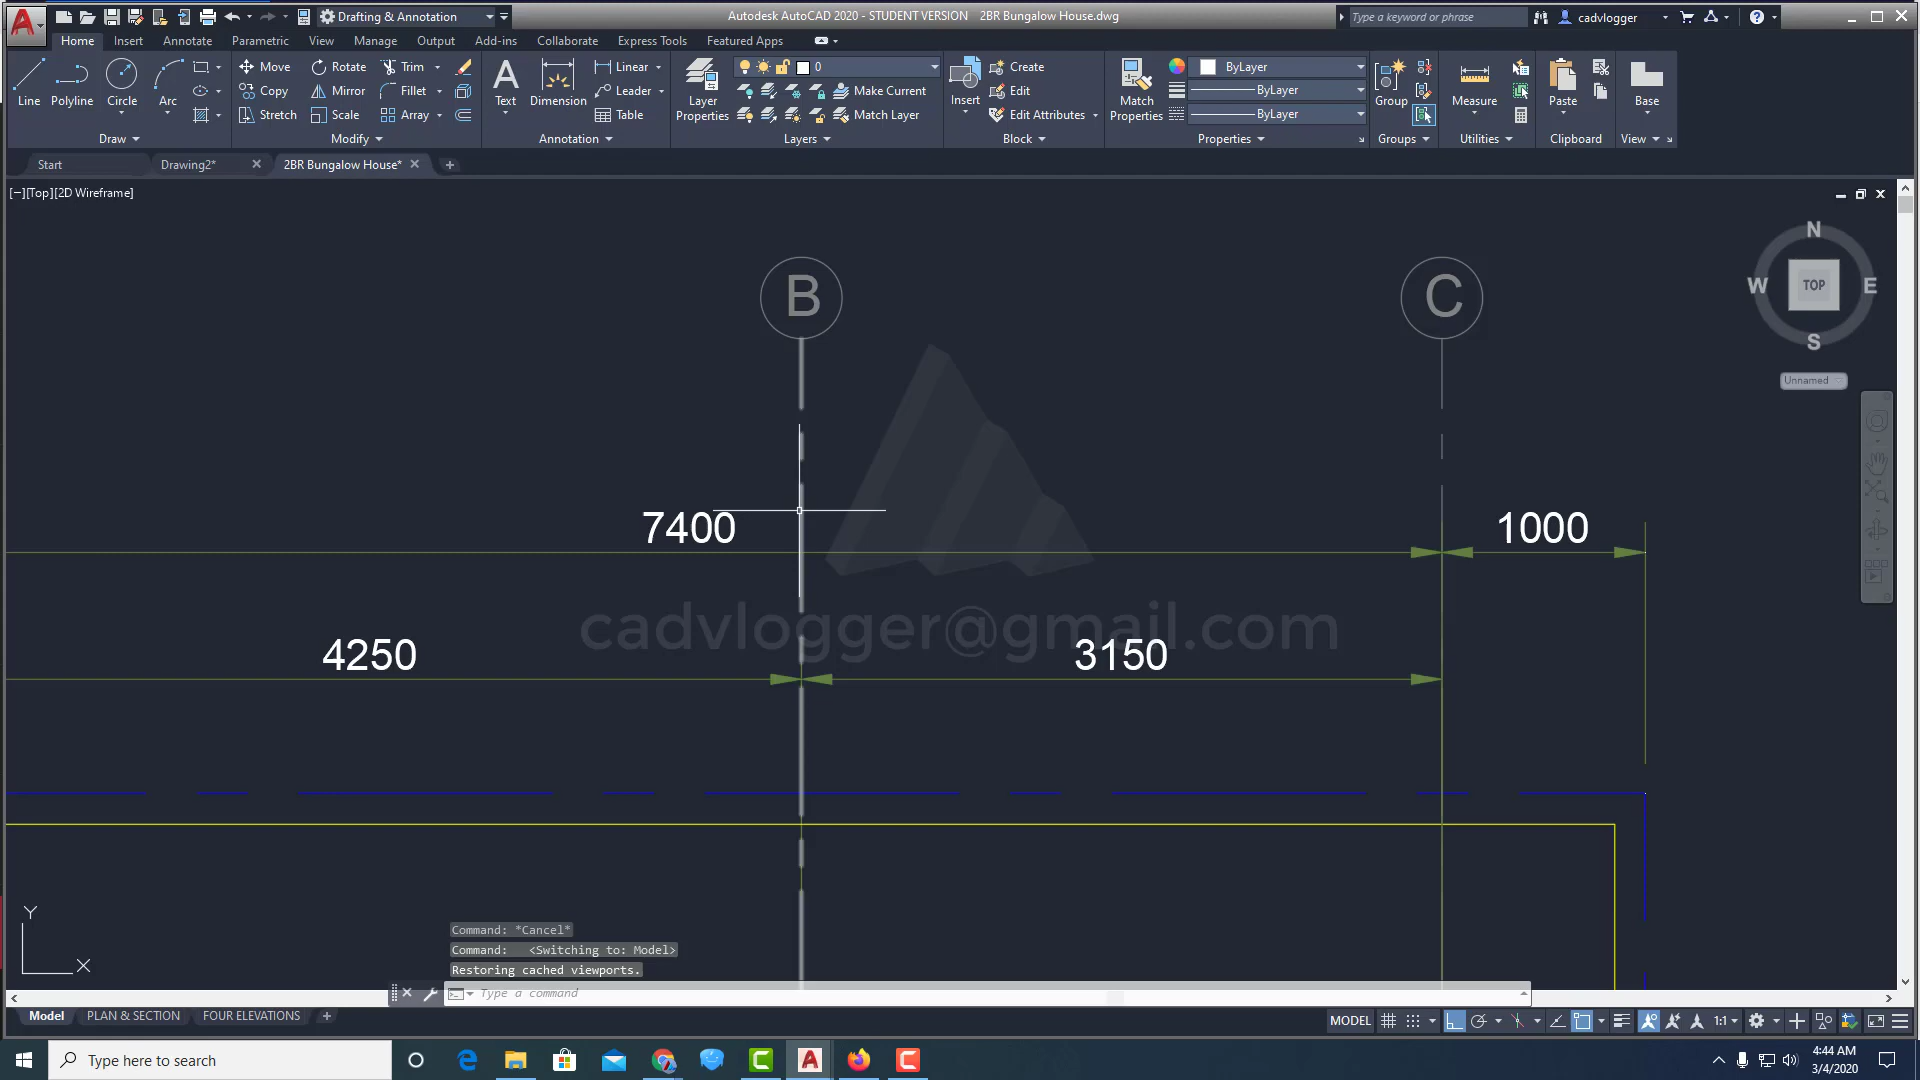 Drafting & Annotation
Autodesk AutoCAD 2020 - STUDENT VERSION 2BR Bungalow House.dwg
Type a keyword or phrase
cadvlogger
Home Insert Annotate Parametric View Manage Output Add-ins Collaborate Express Tools Featured Apps
Line Polyline Circle Arc
Move Rotate Trim
Copy Mirror Fillet
Stretch Scale Array
Text Dimension
Linear
Leader
Table
Layer Properties
0
Make Current
Match Layer
Insert
Create
Edit
Edit Attributes
Match Properties
ByLayer
ByLayer
ByLayer
Group
Measure
Paste
Base
Draw Modify Annotation Layers Block Properties Groups Utilities Clipboard View
Start Drawing2* 2BR Bungalow House*
[−][Top][2D Wireframe]
N
W TOP E
S
Unnamed
B C
7400 1000
cadvlogger@gmail.com
4250 3150
Y
X
Command: *Cancel*
Command: <Switching to: Model>
Restoring cached viewports.
Type a command
Model PLAN & SECTION FOUR ELEVATIONS
MODEL 1:1
Type here to search
4:44 AM
3/4/2020